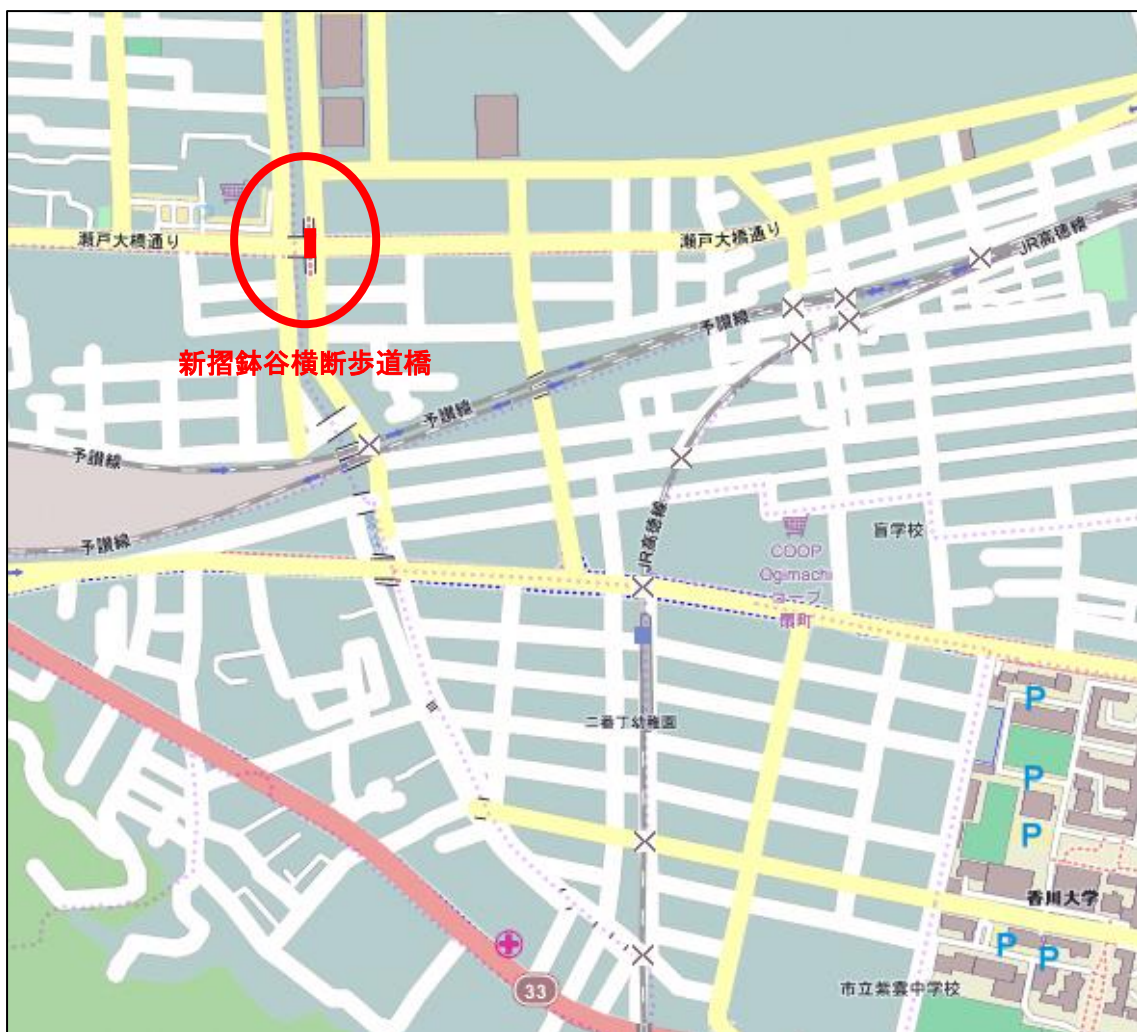 瀬戸大橋通り
瀬戸大橋通り
JR高徳線
予讃線
新摺鉢谷横断歩道橋
予讃線
予讃線
予讃線
JR高徳線
盲学校
COOP
Ogimachi
コープ
扇町
二番丁幼稚園
P
P
P
香川大学
P
P
33
市立紫雲中学校